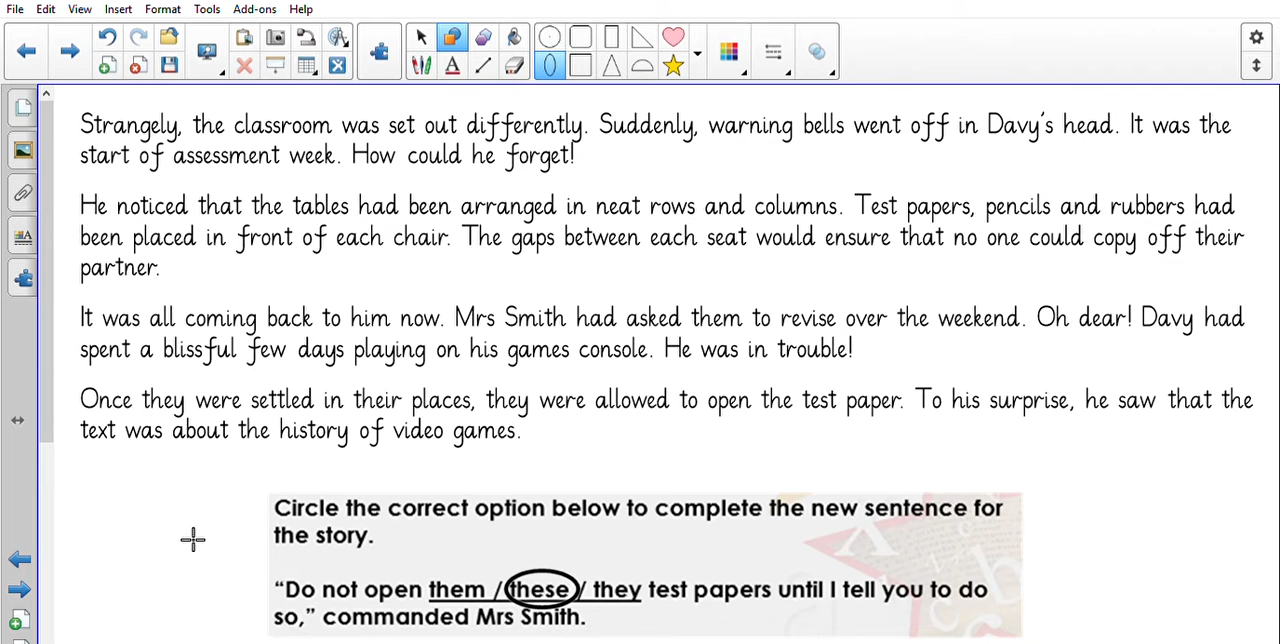 File Edit View Insert Format Tools Add-ons Help
Strangely, the classroom was set out differently. Suddenly, warning bells went off in Davy's head. It was the
start of assessment week. How could he forget!
He noticed that the tables had been arranged in neat rows and columns. Test papers, pencils and rubbers had
been placed in front of each chair. The gaps between each seat would ensure that no one could copy off their
partner.
It was all coming back to him now. Mrs Smith had asked them to revise over the weekend. Oh dear! Davy had
spent a blissful few days playing on his games console. He was in trouble!
Once they were settled in their places, they were allowed to open the test paper. To his surprise, he saw that the
text was about the history of video games.
Circle the correct option below to complete the new sentence for
the story.
“Do not open them / these / they test papers until I tell you to do
so,” commanded Mrs Smith.